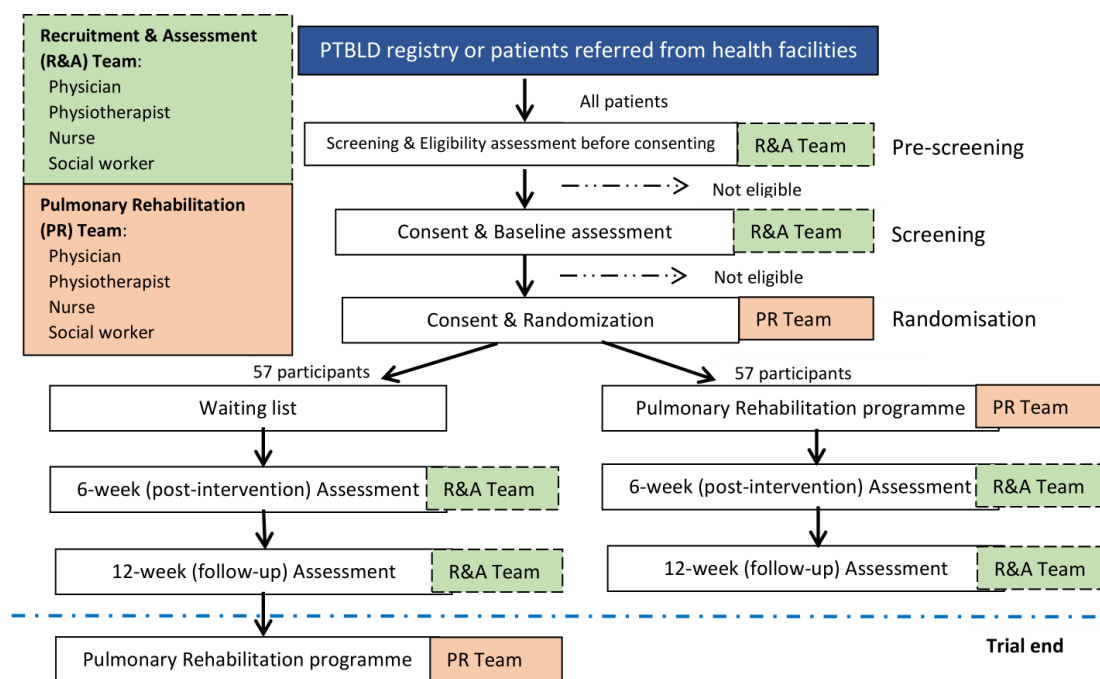 Recruitment & Assessment
(R&A) Team:
Physician
Physiotherapist
Nurse
Social worker
Pulmonary Rehabilitation
(PR) Team:
Physician
Physiotherapist
Nurse
Social worker
PTBLD registry or patients referred from health facilities
All patients
Screening & Eligibility assessment before consenting
R&A Team
Pre-screening
Not eligible
Consent & Baseline assessment
R&A Team
Screening
Not eligible
Consent & Randomization
PR Team
Randomisation
57 participants
57 participants
Waiting list
Pulmonary Rehabilitation programme
PR Team
6-week (post-intervention) Assessment
R&A Team
6-week (post-intervention) Assessment
R&A Team
12-week (follow-up) Assessment
R&A Team
12-week (follow-up) Assessment
R&A Team
Trial end
Pulmonary Rehabilitation programme
PR Team